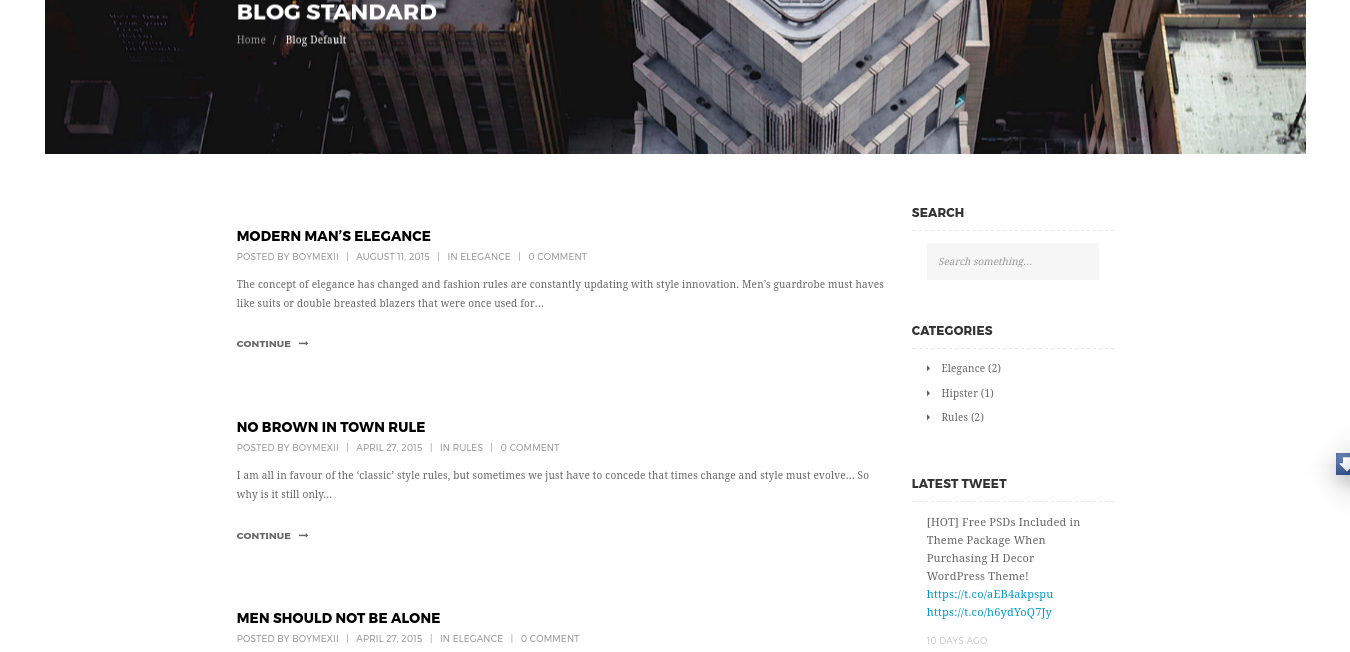 BLOG STANDARD
Home / Blog Default
MODERN MAN’S ELEGANCE
POSTED BY BOYMEXII | AUGUST 11, 2015 | IN ELEGANCE | 0 COMMENT
The concept of elegance has changed and fashion rules are constantly updating with style innovation. Men’s guardrobe must haves
like suits or double breasted blazers that were once used for…
CONTINUE
NO BROWN IN TOWN RULE
POSTED BY BOYMEXII | APRIL 27, 2015 | IN RULES | 0 COMMENT
I am all in favour of the ‘classic’ style rules, but sometimes we just have to concede that times change and style must evolve… So
why is it still only…
CONTINUE
MEN SHOULD NOT BE ALONE
POSTED BY BOYMEXII | APRIL 27, 2015 | IN ELEGANCE | 0 COMMENT
SEARCH
Search something...
CATEGORIES
Elegance (2)
Hipster (1)
Rules (2)
LATEST TWEET
[HOT] Free PSDs Included in
Theme Package When
Purchasing H Decor
WordPress Theme!
https://t.co/aEB4akpspu
https://t.co/h6ydYoQ7Jy
10 DAYS AGO